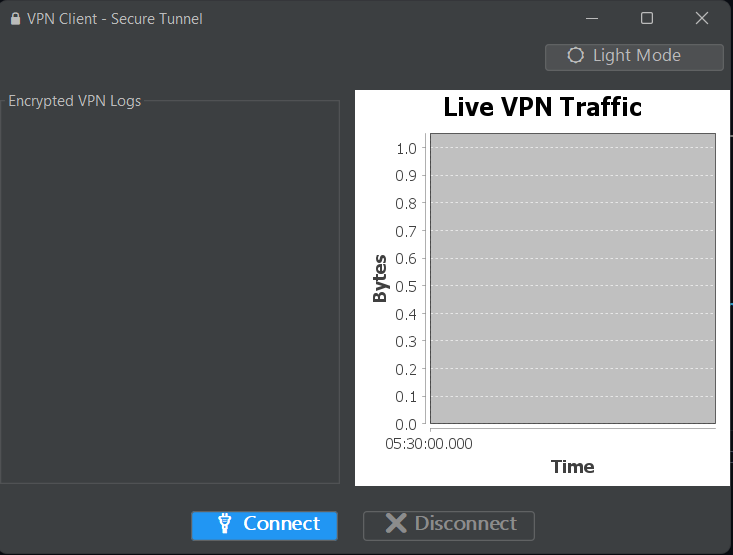 VPN Client - Secure Tunnel
Light Mode
Encrypted VPN Logs
Live VPN Traffic
1.0
0.9
0.8
0.7
0.6
0.5
0.4
0.3
0.2
0.1
0.0
Bytes
05:30:00.000
Time
Connect
Disconnect